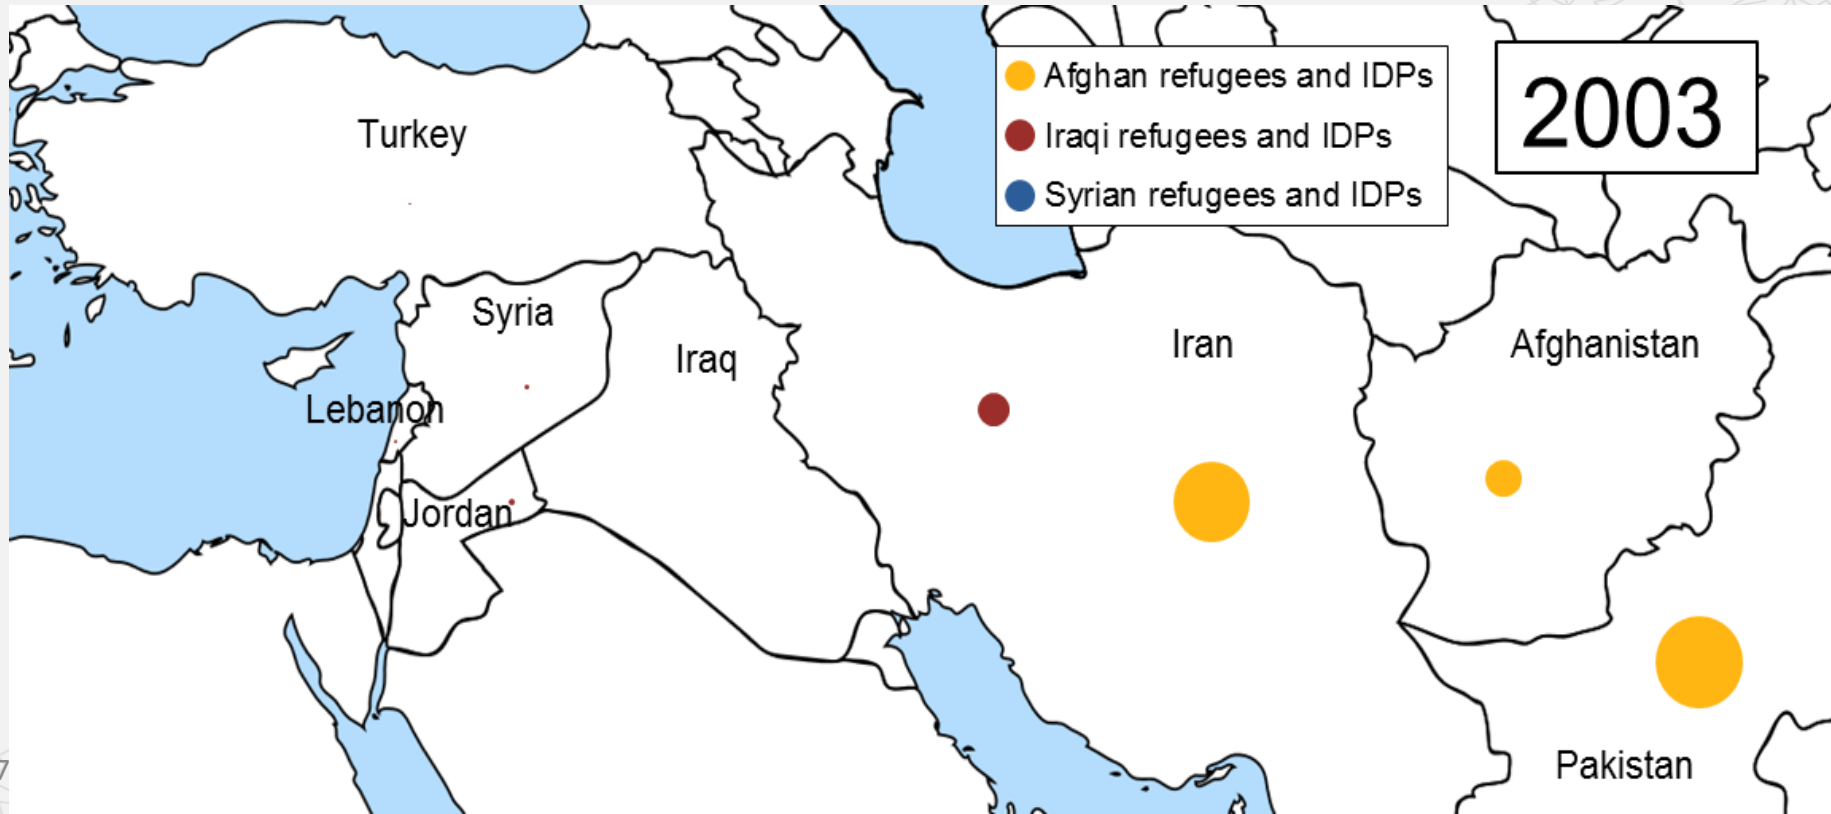 Afghan refugees and IDPs
Iraqi refugees and IDPs
Syrian refugees and IDPs
2003
Turkey
Syria
Iraq
Iran
Afghanistan
Lebanon
Jordan
Pakistan
7